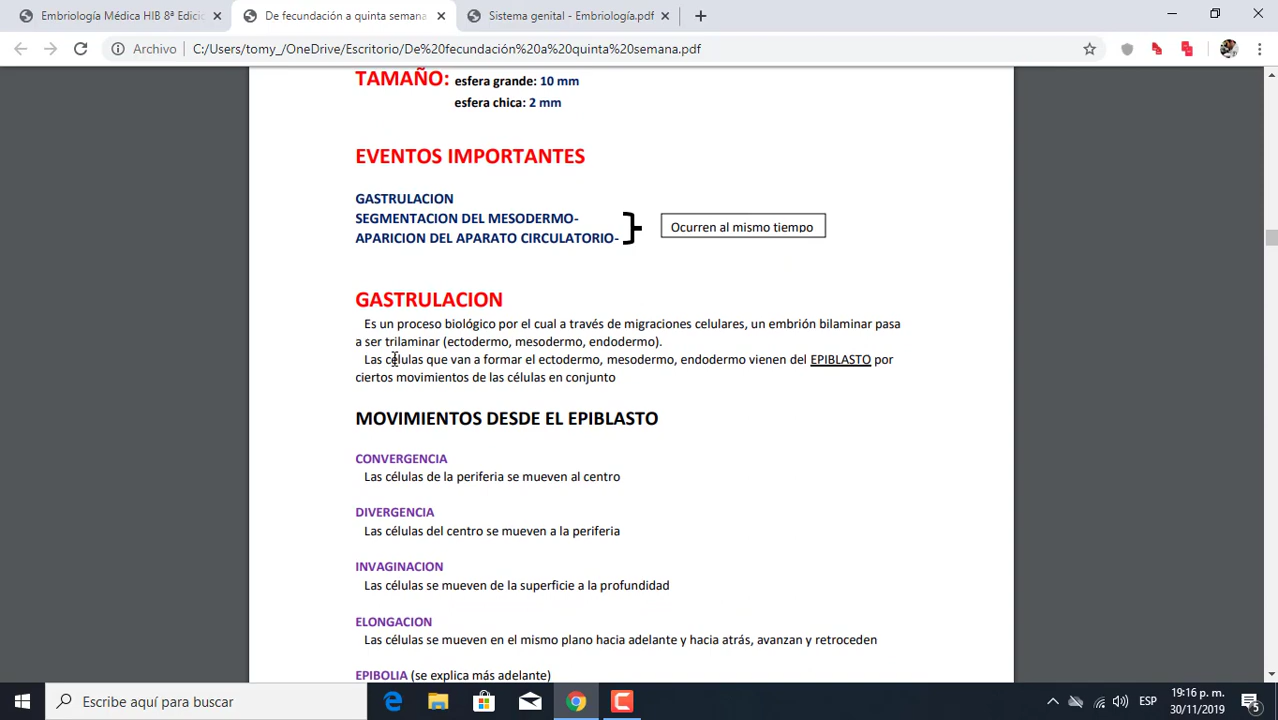 Embriología Médica HIB 8ª Edició
De fecundación a quinta semana
Sistema genital - Embriología.pdf
Archivo
C:/Users/tomy_/OneDrive/Escritorio/De%20fecundación%20a%20quinta%20semana.pdf
TAMAÑO: esfera grande: 10 mm
esfera chica: 2 mm
EVENTOS IMPORTANTES
GASTRULACION
SEGMENTACION DEL MESODERMO-
APARICION DEL APARATO CIRCULATORIO-
Ocurren al mismo tiempo
GASTRULACION
Es un proceso biológico por el cual a través de migraciones celulares, un embrión bilaminar pasa
a ser trilaminar (ectodermo, mesodermo, endodermo).
Las células que van a formar el ectodermo, mesodermo, endodermo vienen del EPIBLASTO por
ciertos movimientos de las células en conjunto
MOVIMIENTOS DESDE EL EPIBLASTO
CONVERGENCIA
Las células de la periferia se mueven al centro
DIVERGENCIA
Las células del centro se mueven a la periferia
INVAGINACION
Las células se mueven de la superficie a la profundidad
ELONGACION
Las células se mueven en el mismo plano hacia adelante y hacia atrás, avanzan y retroceden
EPIBOLIA (se explica más adelante)
Escribe aquí para buscar
ESP
19:16 p. m.
30/11/2019
5